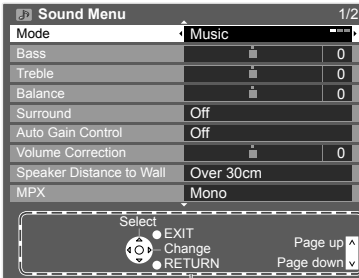 Sound Menu 1/2
Mode Music
Bass 0
Treble 0
Balance 0
Surround Off
Auto Gain Control Off
Volume Correction 0
Speaker Distance to Wall Over 30cm
MPX Mono
Select
EXIT
Change
RETURN
Page up
Page down